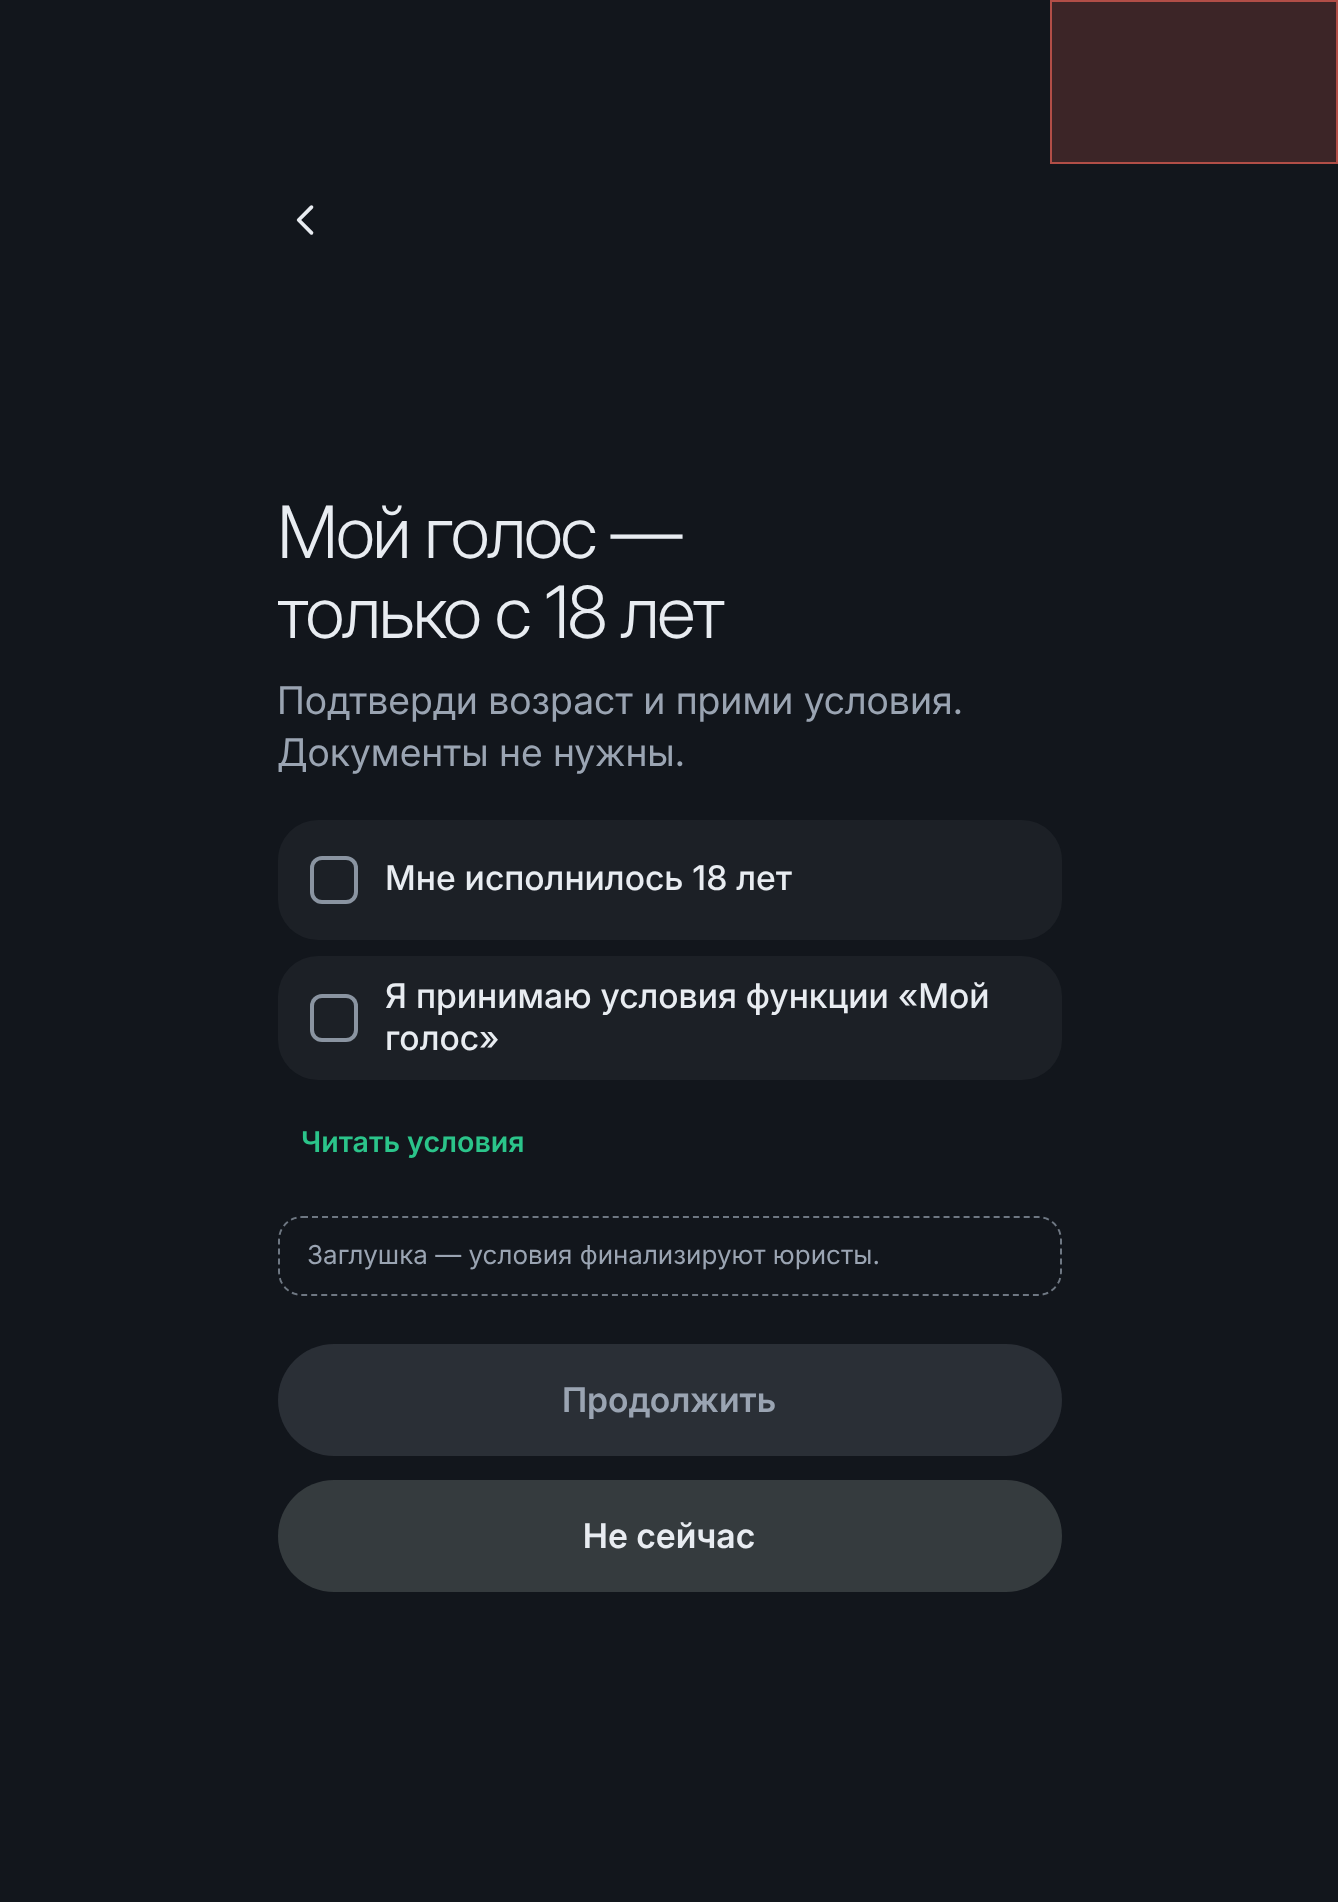 Мой голос —
только с 18 лет
Подтверди возраст и прими условия.
Документы не нужны.
Мне исполнилось 18 лет
Я принимаю условия функции «Мой
голос»
Читать условия
Заглушка — условия финализируют юристы.
Продолжить
Не сейчас